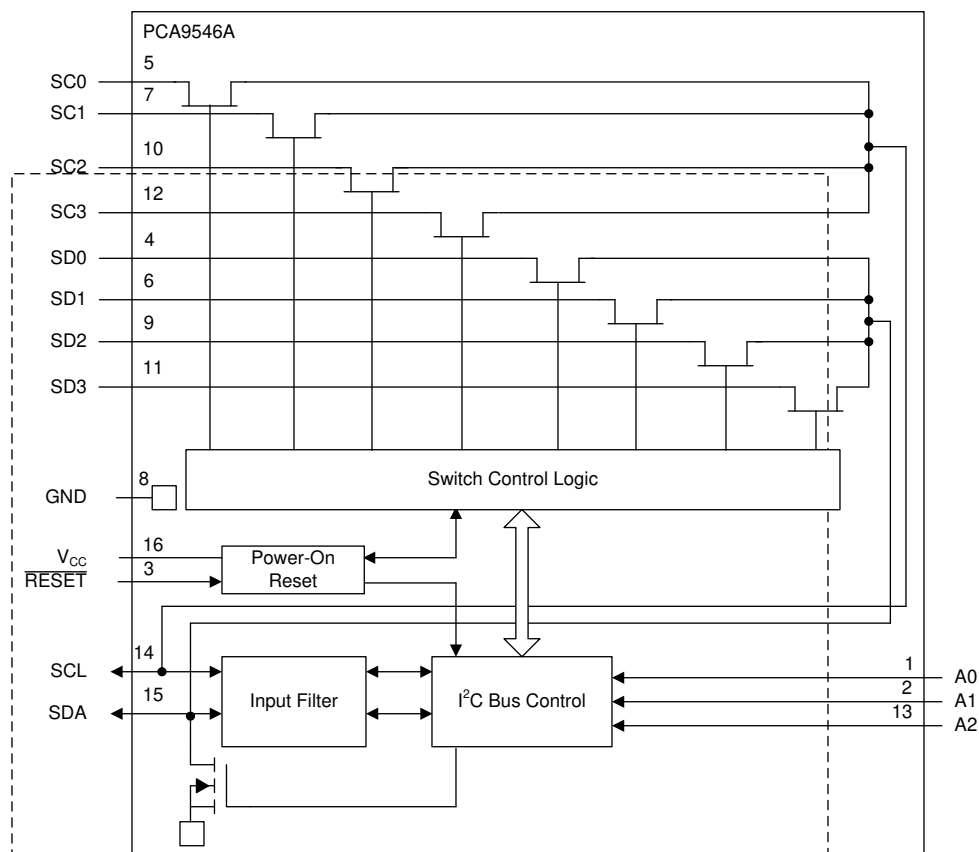 PCA9546A
5
SC0
7
SC1
10
SC2
12
SC3
4
SD0
6
SD1
9
SD2
11
SD3
Switch Control Logic
8
GND
16
VCC
Power-On
Reset
3
RESET
14
SCL
15
SDA
Input Filter
I²C Bus Control
1
A0
2
A1
13
A2